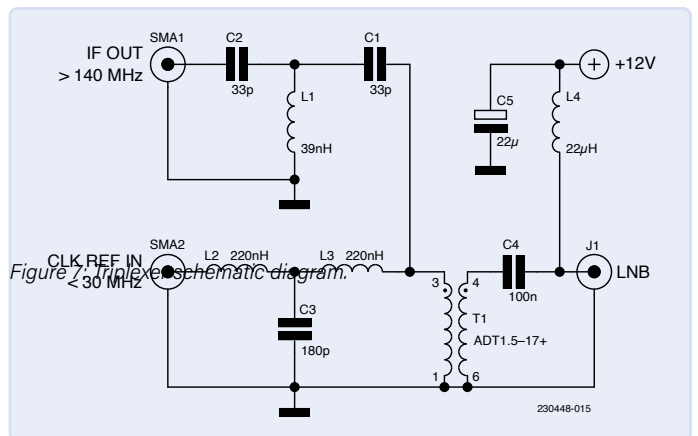 SMA1
C2
C1
IF OUT
> 140 MHz
33p
33p
L1
39nH
+12V
C5
22µ
L4
22µH
SMA2
CLK REF IN
< 30 MHz
L2 220nH
L3 220nH
Figure 7: Triplexer schematic diagram.
C3
180p
3
4
1
6
T1
ADT1.5–17+
C4
100n
J1
LNB
230448-015